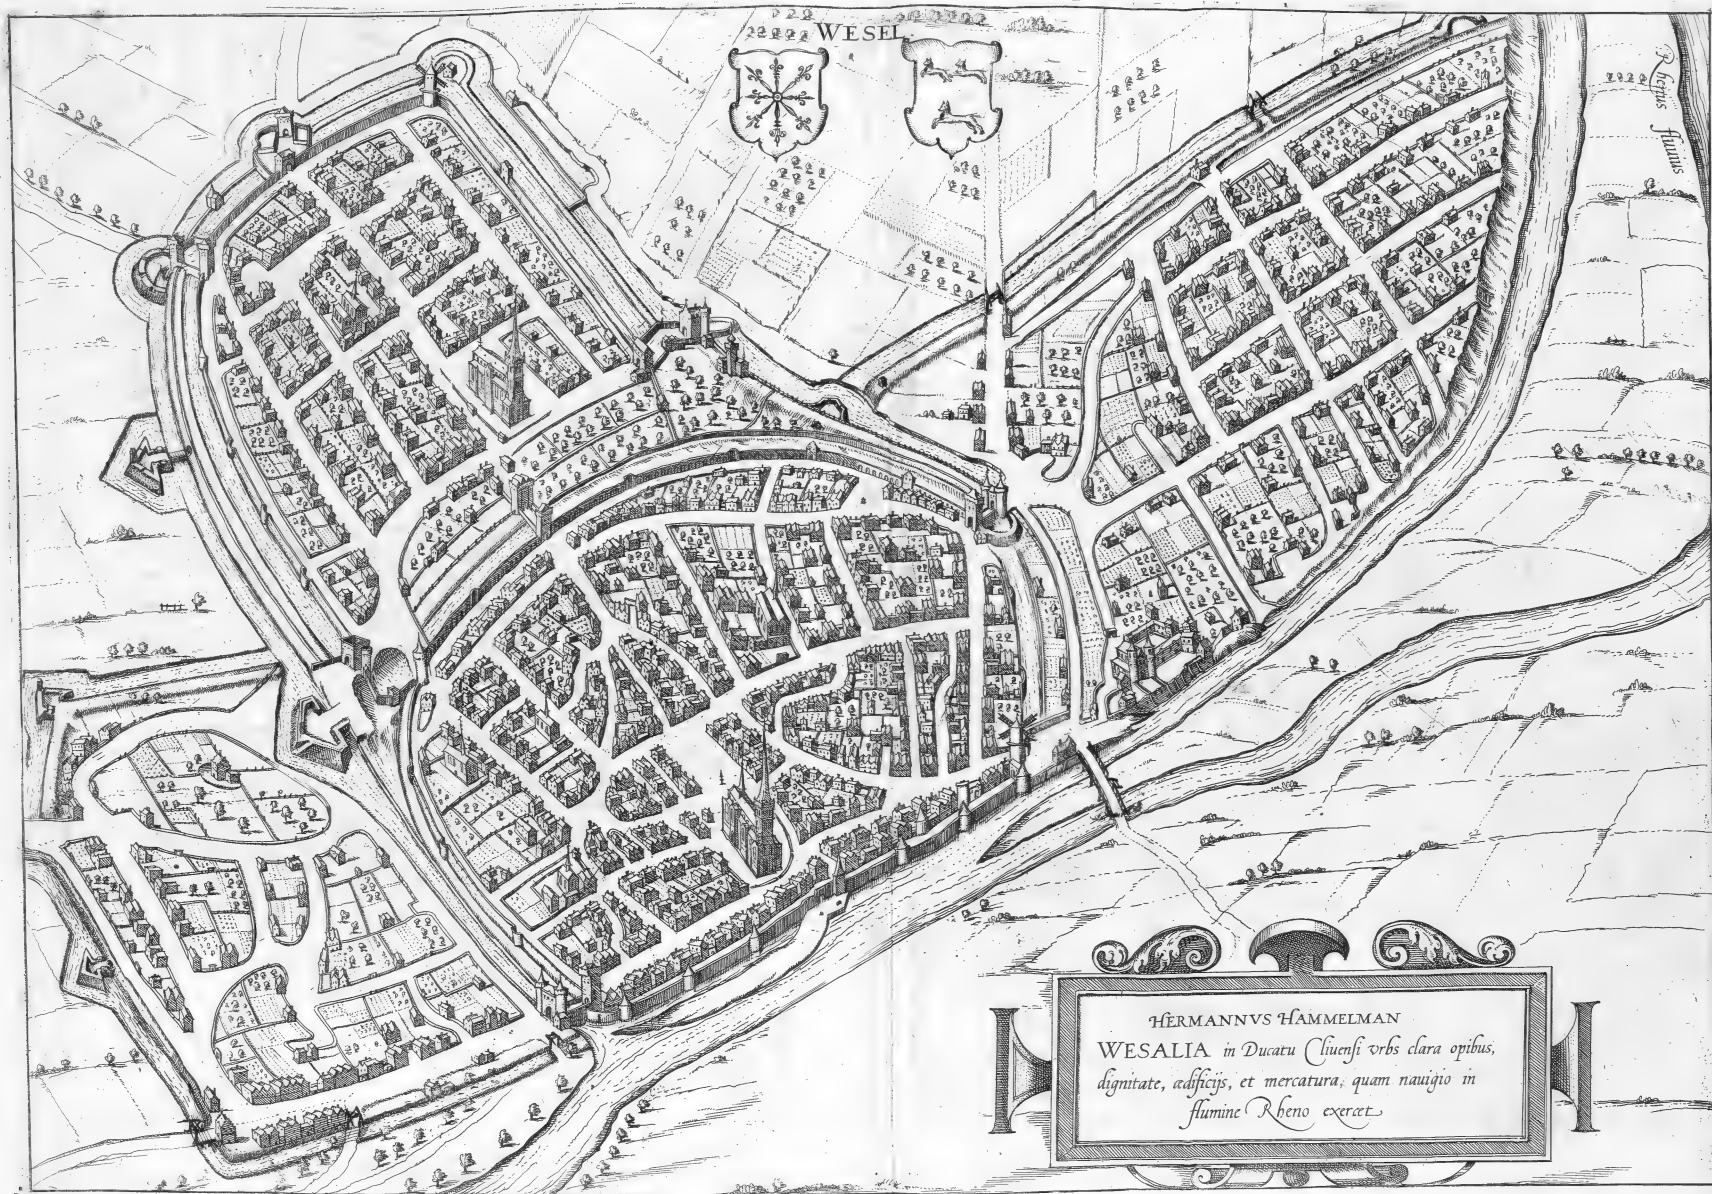 WESEL.
Rhenus fluuius
HERMANNVS HAMMELMAN
WESALIA in Ducatu Cliuensi vrbs clara opibus,
dignitate, ædificijs, et mercatura, quam nauigio in
flumine Rheno exercet